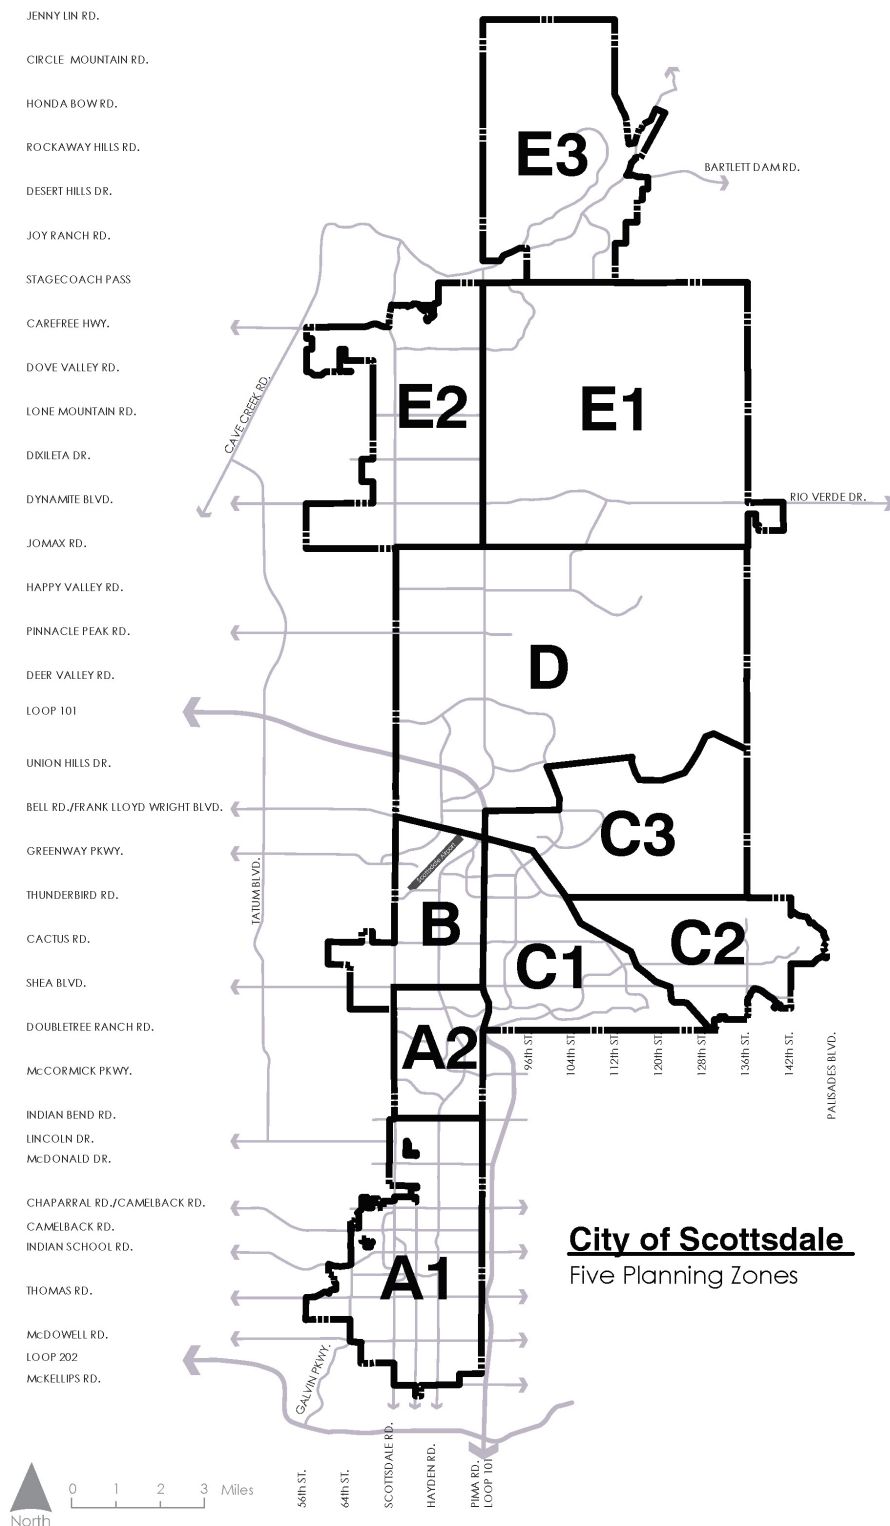 JENNY LIN RD.
CIRCLE MOUNTAIN RD.
HONDA BOW RD.
ROCKAWAY HILLS RD.
DESERT HILLS DR.
JOY RANCH RD.
STAGECOACH PASS
CAREFREE HWY.
DOVE VALLEY RD.
LONE MOUNTAIN RD.
DIXILETA DR.
DYNAMITE BLVD.
JOMAX RD.
HAPPY VALLEY RD.
PINNACLE PEAK RD.
DEER VALLEY RD.
LOOP 101
UNION HILLS DR.
BELL RD./FRANK LLOYD WRIGHT BLVD.
GREENWAY PKWY.
THUNDERBIRD RD.
CACTUS RD.
SHEA BLVD.
DOUBLETREE RANCH RD.
McCORMICK PKWY.
INDIAN BEND RD.
LINCOLN DR.
McDONALD DR.
CHAPARRAL RD./CAMELBACK RD.
CAMELBACK RD.
INDIAN SCHOOL RD.
THOMAS RD.
McDOWELL RD.
LOOP 202
McKELLIPS RD.
E3
BARTLETT DAM RD.
CAVE CREEK RD.
E2
E1
RIO VERDE DR.
D
C3
Scottsdale Airport
TATUM BLVD.
B
C1
C2
A2
96th ST.
104th ST.
112th ST.
120th ST.
128th ST.
136th ST.
142th ST.
PALISADES BLVD.
A1
City of Scottsdale
Five Planning Zones
GALVIN PKWY.
56th ST.
64th ST.
SCOTTSDALE RD.
HAYDEN RD.
PIMA RD.
LOOP 101
0 1 2 3 Miles
North